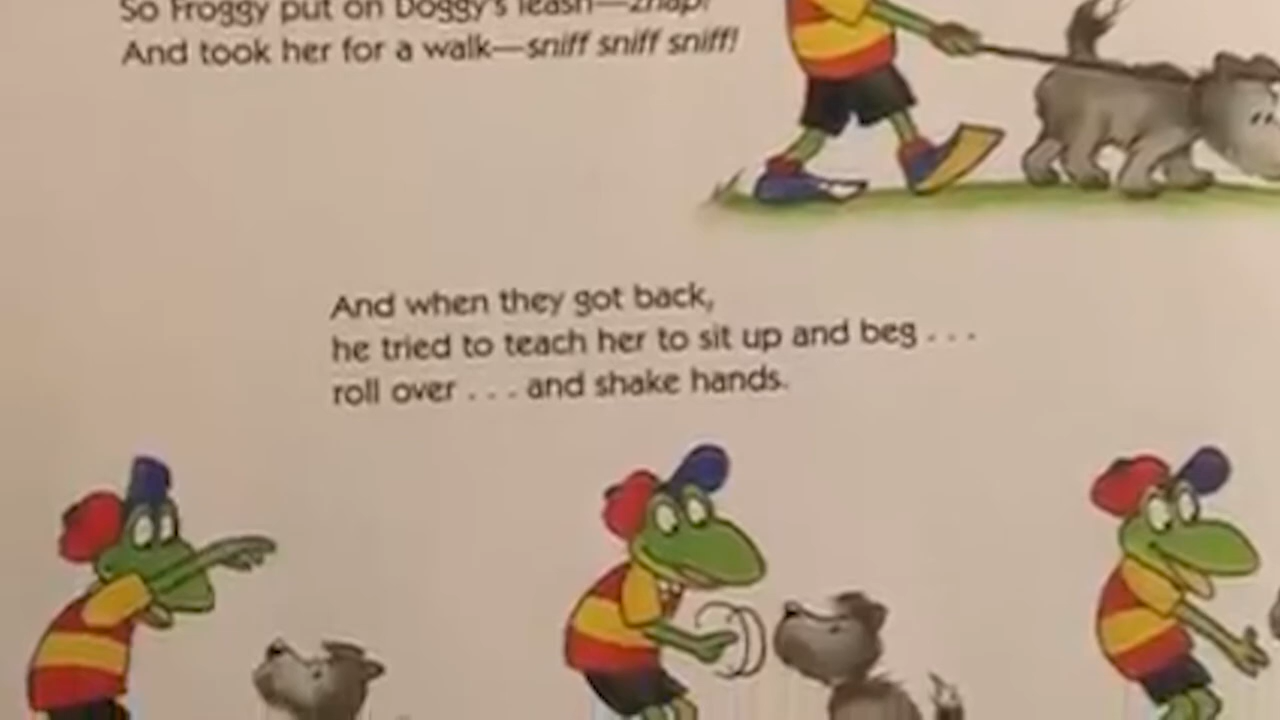 So Froggy put on Doggy's leash—znap!
And took her for a walk—sniff sniff sniff!
And when they got back,
he tried to teach her to sit up and beg . . .
roll over . . . and shake hands.